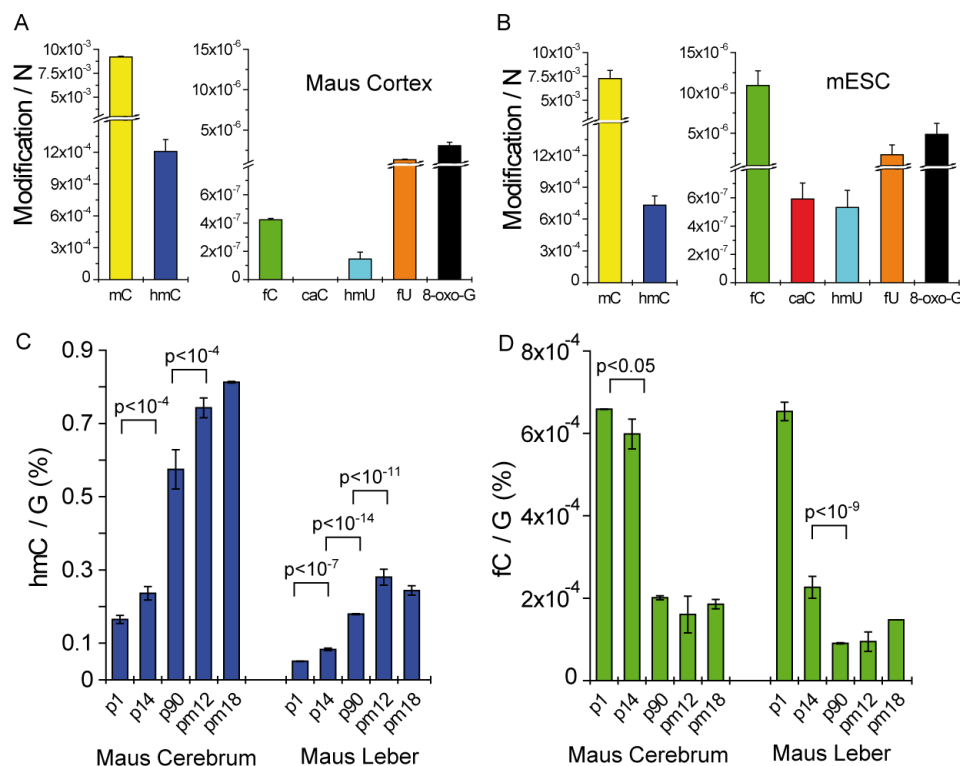 A
Modification / N
10x10⁻³
7.5x10⁻³
5x10⁻³
12x10⁻⁴
9x10⁻⁴
6x10⁻⁴
3x10⁻⁴
0
mC
hmC
Maus Cortex
15x10⁻⁶
10x10⁻⁶
5x10⁻⁶
6x10⁻⁷
4x10⁻⁷
2x10⁻⁷
0
fC
caC
hmU
fU
8-oxo-G
B
Modification / N
10x10⁻³
7.5x10⁻³
5x10⁻³
12x10⁻⁴
9x10⁻⁴
6x10⁻⁴
3x10⁻⁴
0
mC
hmC
mESC
15x10⁻⁶
10x10⁻⁶
5x10⁻⁶
8x10⁻⁷
6x10⁻⁷
4x10⁻⁷
2x10⁻⁷
0
fC
caC
hmU
fU
8-oxo-G
C
hmC / G (%)
0.9
0.7
0.5
0.3
0.1
0
p<10⁻⁴
p<10⁻⁴
p<10⁻⁷
p<10⁻¹⁴
p<10⁻¹¹
p1
p14
p90
pm12
pm18
p1
p14
p90
pm12
pm18
Maus Cerebrum
Maus Leber
D
fC / G (%)
8x10⁻⁴
6x10⁻⁴
4x10⁻⁴
2x10⁻⁴
0
p<0.05
p<10⁻⁹
p1
p14
p90
pm12
pm18
p1
p14
p90
pm12
pm18
Maus Cerebrum
Maus Leber